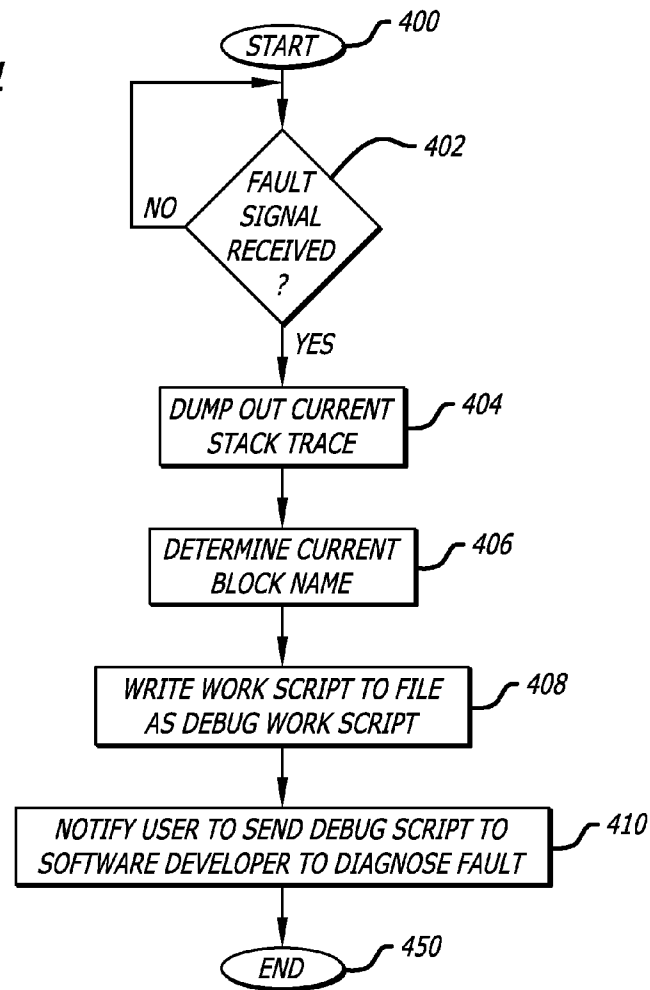 START
400
402
FAULT
SIGNAL
RECEIVED
?
NO
YES
DUMP OUT CURRENT
STACK TRACE
404
DETERMINE CURRENT
BLOCK NAME
406
WRITE WORK SCRIPT TO FILE
AS DEBUG WORK SCRIPT
408
NOTIFY USER TO SEND DEBUG SCRIPT TO
SOFTWARE DEVELOPER TO DIAGNOSE FAULT
410
END
450